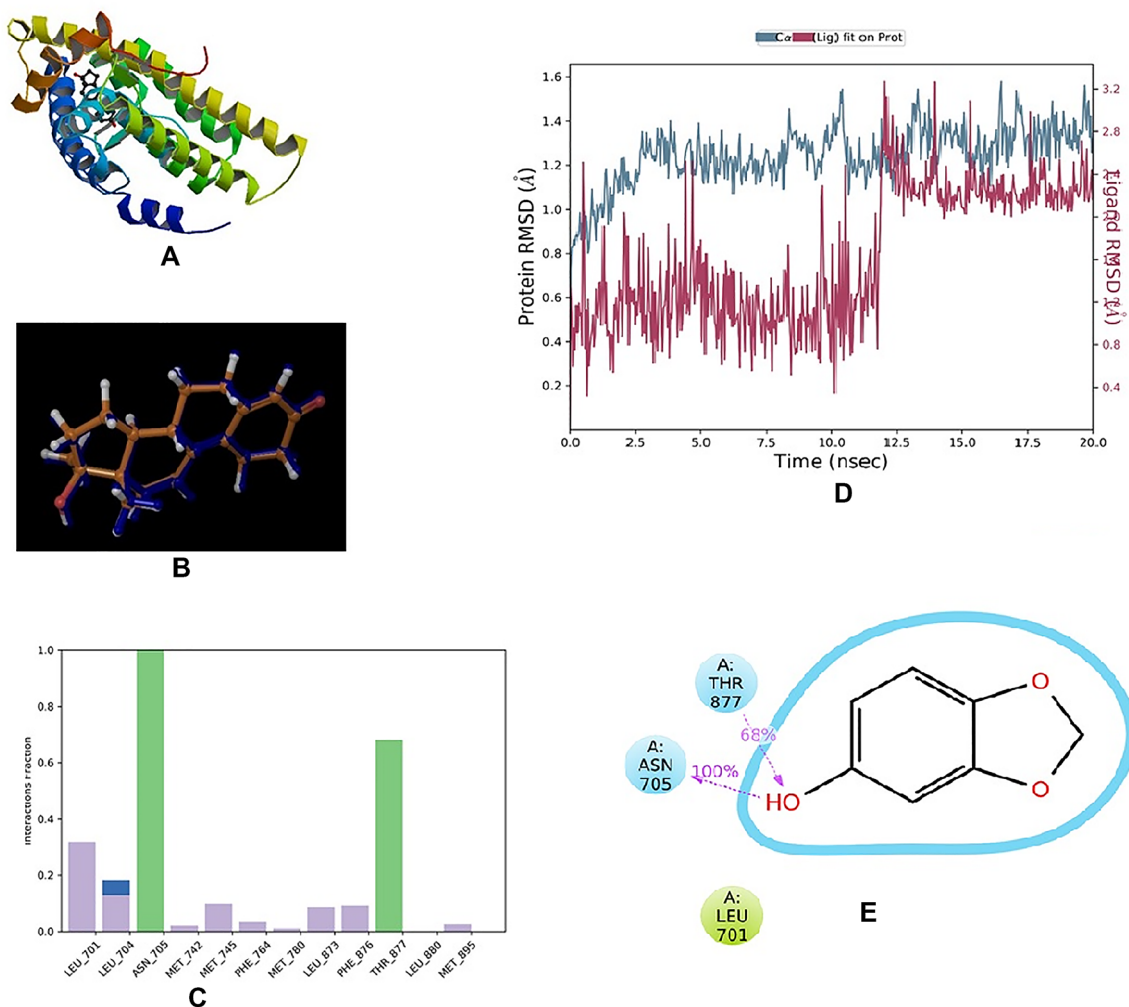 A
B
Cα
(Lig) fit on Prot
Protein RMSD (Å)
1.6
1.4
1.2
1.0
0.8
0.6
0.4
0.2
3.2
2.8
0.8
0.4
Ligand RMSD (Å)
0.0 2.5 5.0 7.5 10.0 12.5 15.0 17.5 20.0
Time (nsec)
D
Interactions Fraction
1.0
0.8
0.6
0.4
0.2
0.0
LEU_701
LEU_704
ASN_705
MET_742
MET_745
PHE_764
MET_780
LEU_873
PHE_876
THR_877
LEU_880
MET_895
C
A:
THR
877
68%
A:
ASN
705
100%
HO
O
O
A:
LEU
701
E